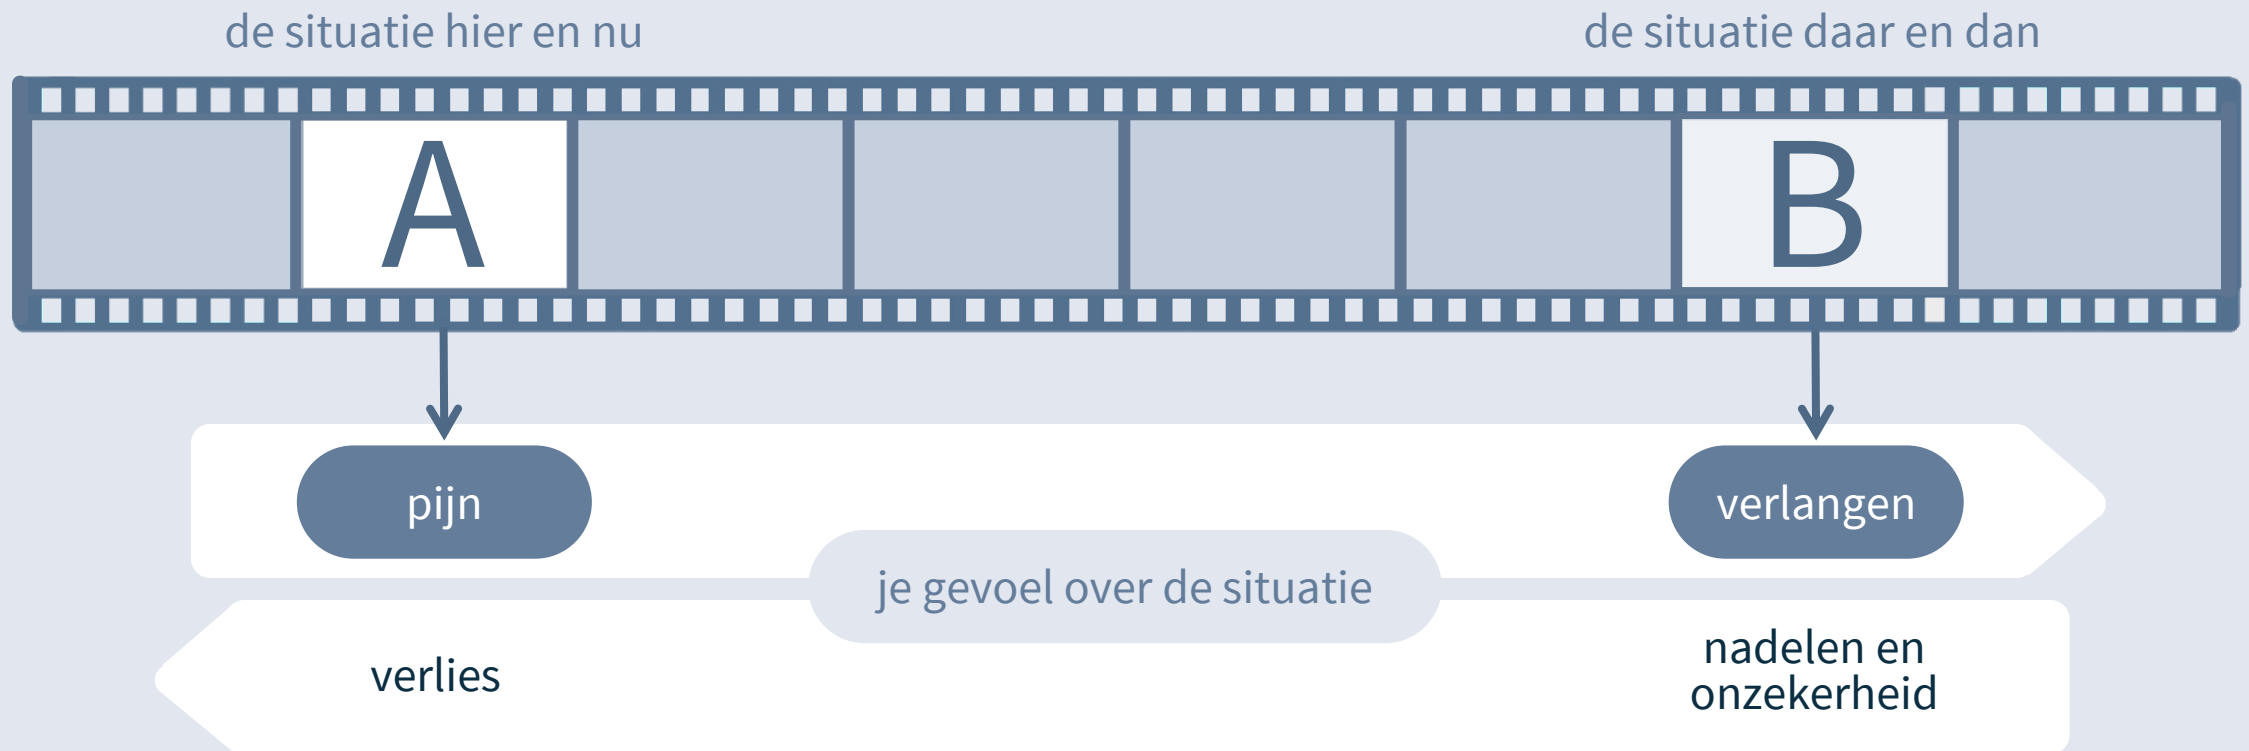 de situatie hier en nu
de situatie daar en dan
A
B
pijn
verlangen
je gevoel over de situatie
verlies
nadelen en
onzekerheid